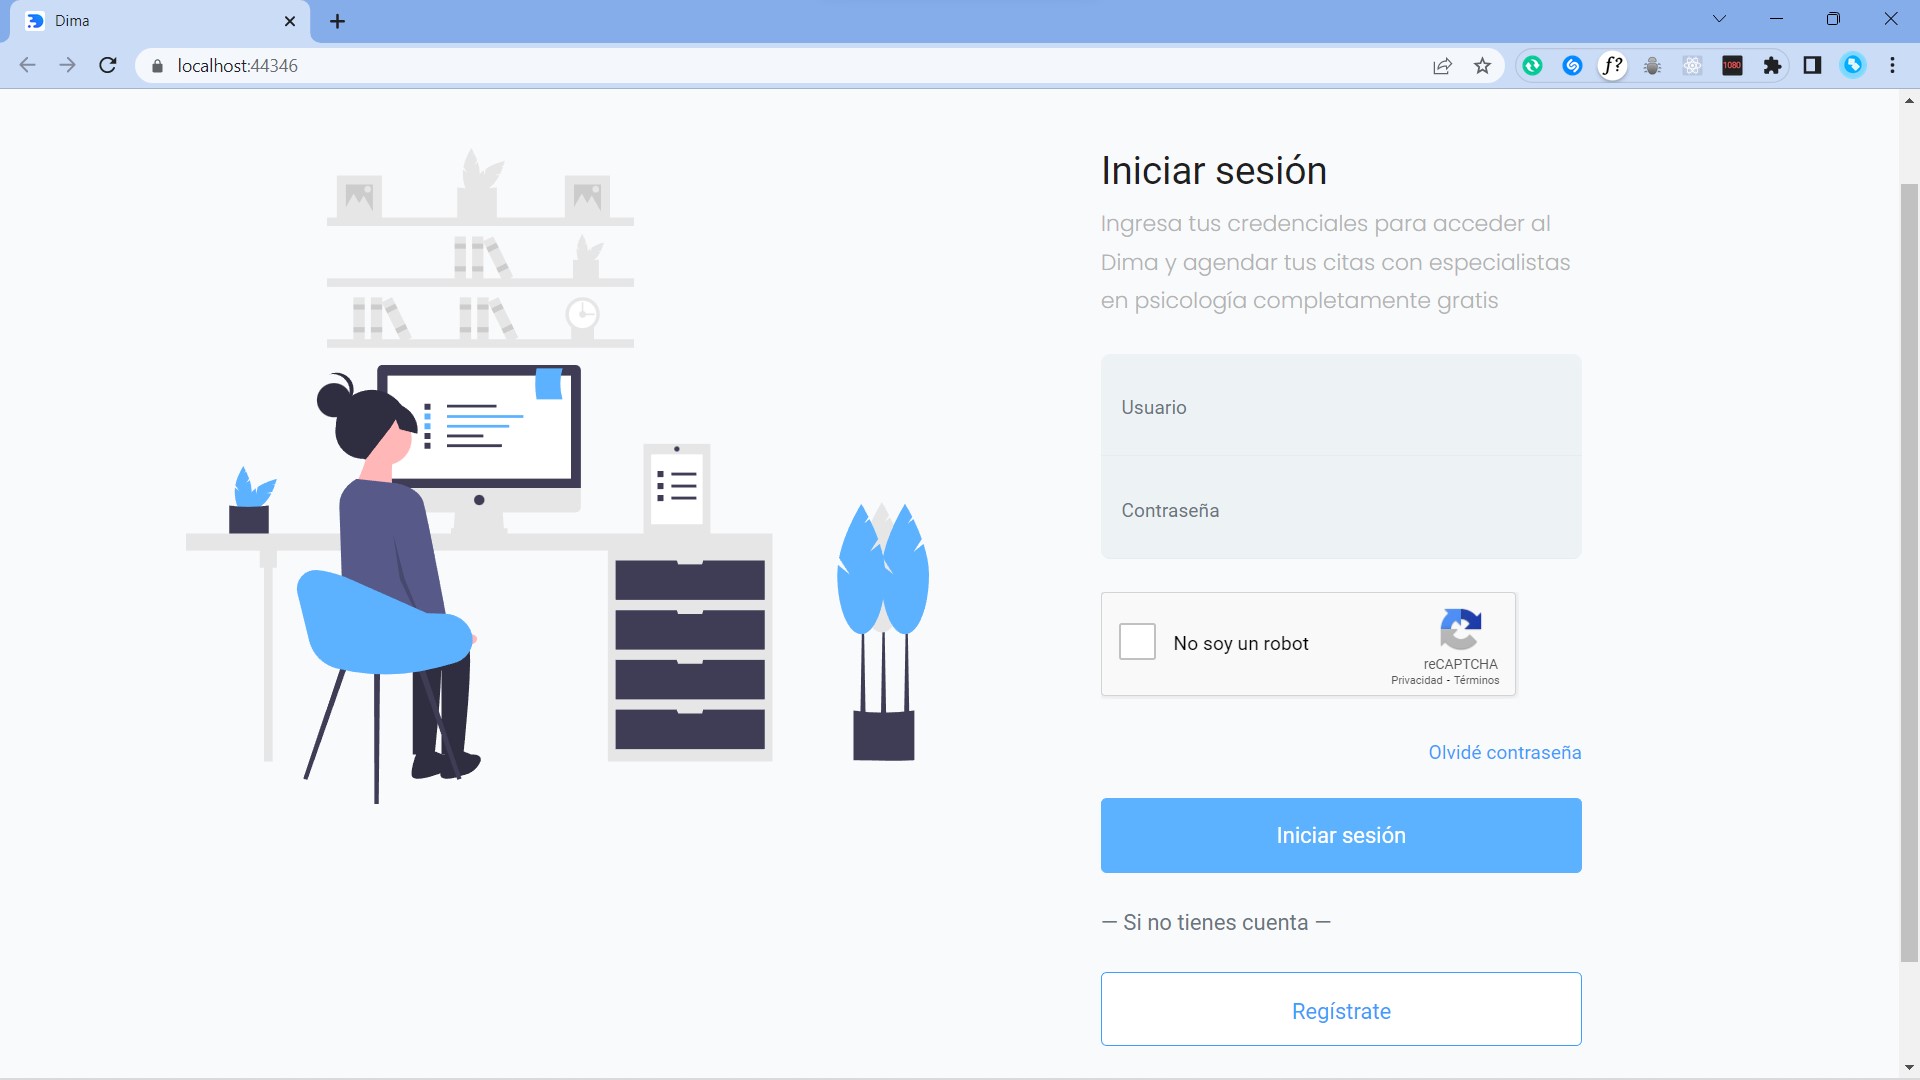 Dima
localhost:44346
f?
1080
Iniciar sesión
Ingresa tus credenciales para acceder al
Dima y agendar tus citas con especialistas
en psicología completamente gratis
Usuario
Contraseña
No soy un robot
reCAPTCHA
Privacidad - Términos
Olvidé contraseña
Iniciar sesión
— Si no tienes cuenta —
Regístrate